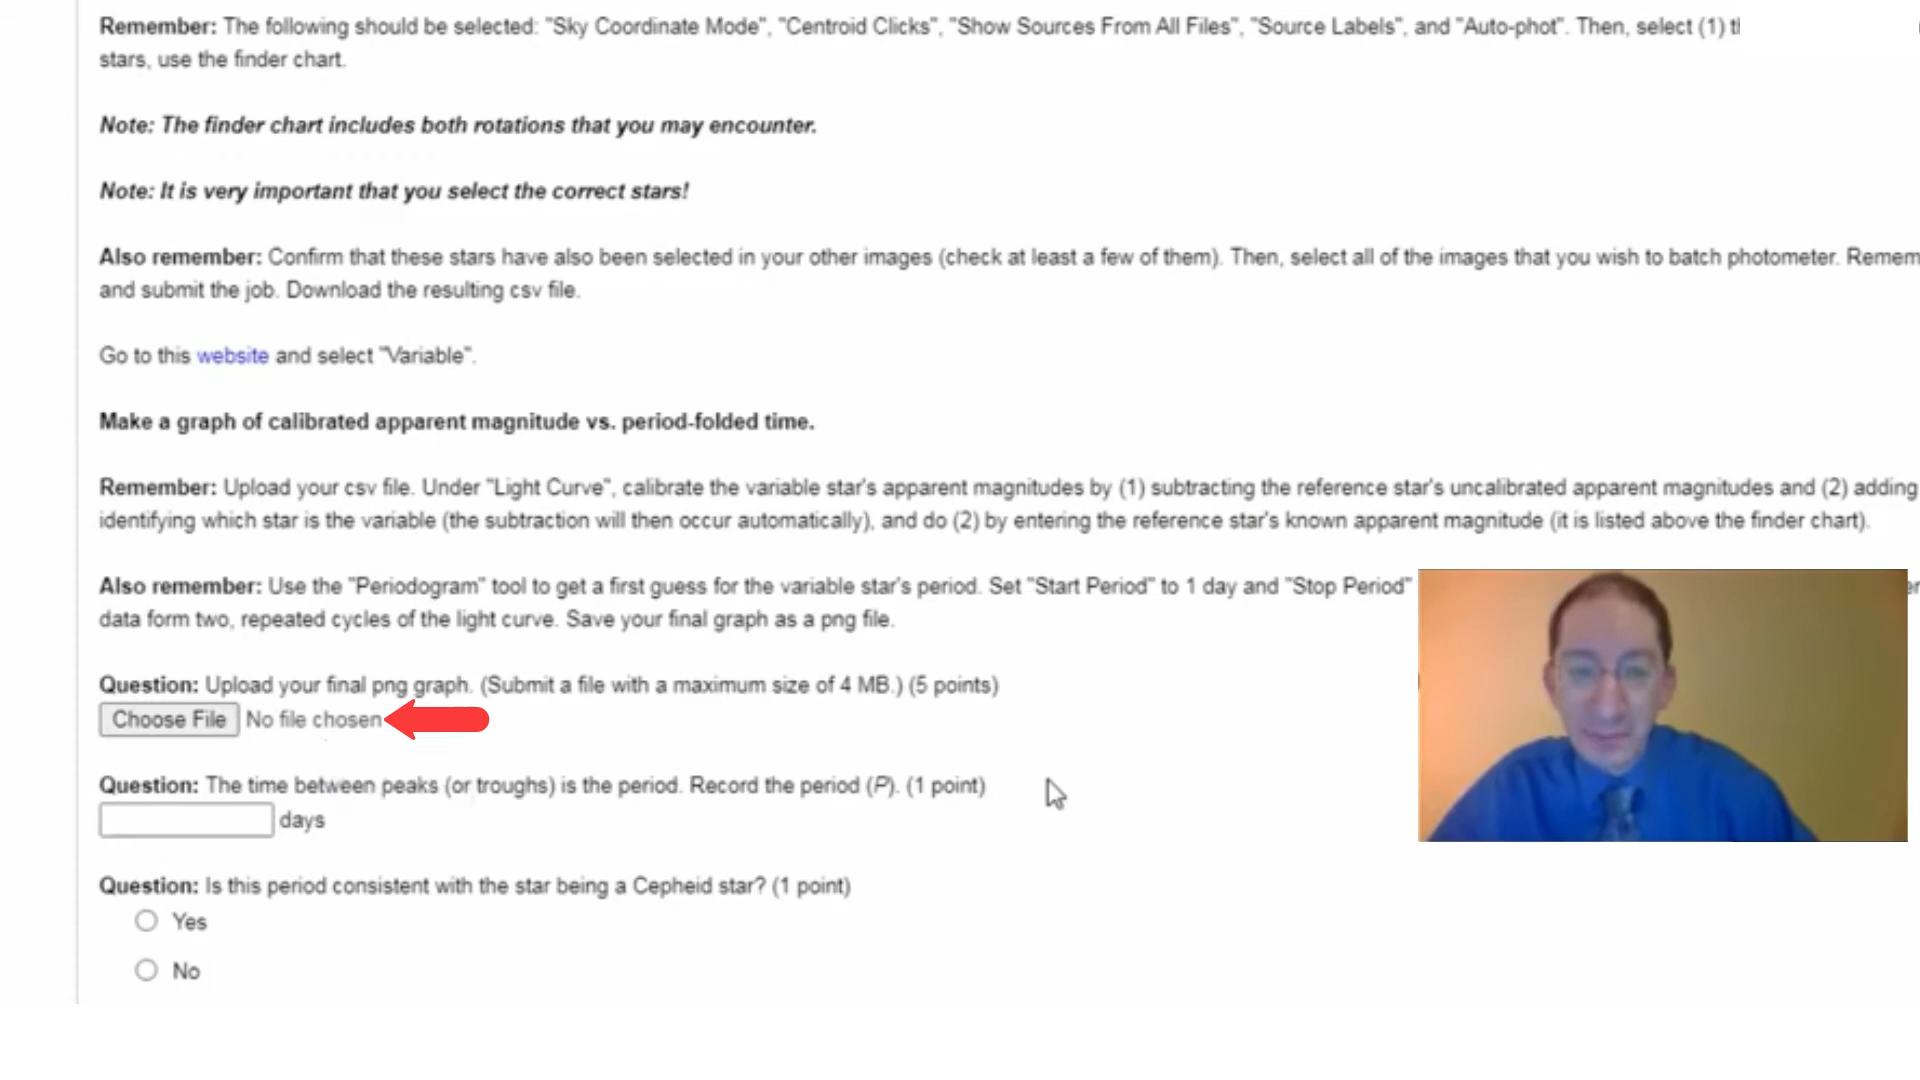 Remember: The following should be selected: "Sky Coordinate Mode", "Centroid Clicks", "Show Sources From All Files", "Source Labels", and "Auto-phot". Then, select (1)
stars, use the finder chart.
Note: The finder chart includes both rotations that you may encounter.
Note: It is very important that you select the correct stars!
Also remember: Confirm that these stars have also been selected in your other images (check at least a few of them). Then, select all of the images that you wish to batch photometer. Remem
and submit the job. Download the resulting csv file.
Go to this website and select "Variable".
Make a graph of calibrated apparent magnitude vs. period-folded time.
Remember: Upload your csv file. Under "Light Curve", calibrate the variable star's apparent magnitudes by (1) subtracting the reference star's uncalibrated apparent magnitudes and (2) adding
identifying which star is the variable (the subtraction will then occur automatically), and do (2) by entering the reference star's known apparent magnitude (it is listed above the finder chart).
Also remember: Use the "Periodogram" tool to get a first guess for the variable star's period. Set "Start Period" to 1 day and "Stop Period"
data form two, repeated cycles of the light curve. Save your final graph as a png file.
Question: Upload your final png graph. (Submit a file with a maximum size of 4 MB.) (5 points)
Choose File No file chosen
Question: The time between peaks (or troughs) is the period. Record the period (P). (1 point)
days
Question: Is this period consistent with the star being a Cepheid star? (1 point)
Yes
No